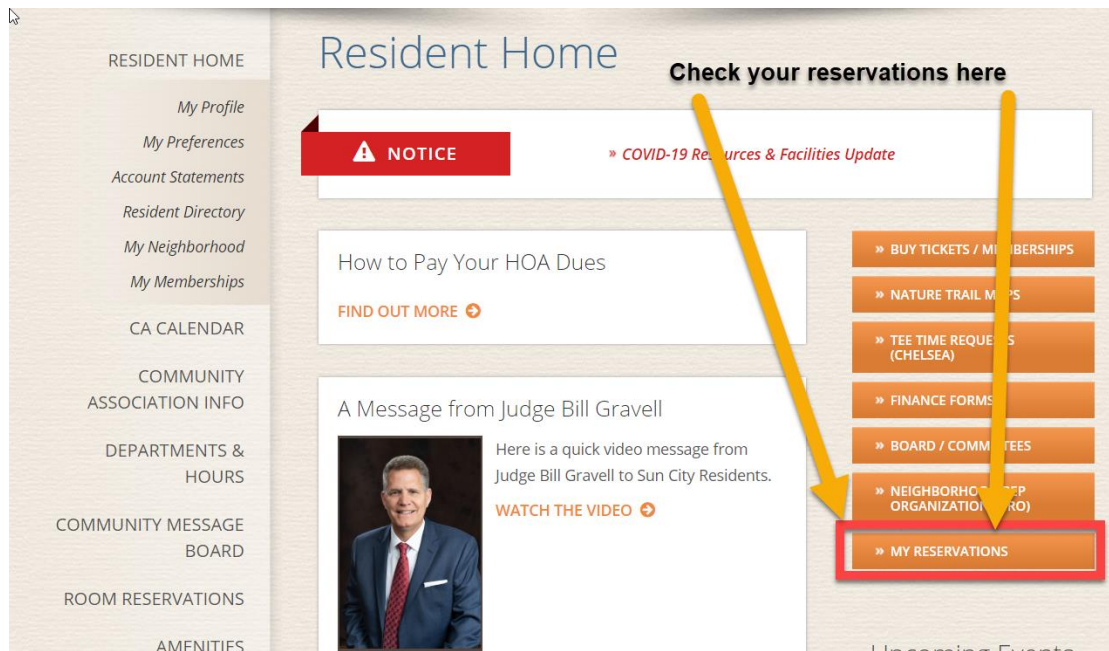 Resident Home
Check your reservations here
RESIDENT HOME
My Profile
My Preferences
Account Statements
Resident Directory
My Neighborhood
My Memberships
CA CALENDAR
COMMUNITY
ASSOCIATION INFO
DEPARTMENTS &
HOURS
COMMUNITY MESSAGE
BOARD
ROOM RESERVATIONS
AMENITIES
NOTICE
» COVID-19 Resources & Facilities Update
How to Pay Your HOA Dues
FIND OUT MORE
A Message from Judge Bill Gravell
Here is a quick video message from
Judge Bill Gravell to Sun City Residents.
WATCH THE VIDEO
» BUY TICKETS / MEMBERSHIPS
» NATURE TRAIL MAPS
» TEE TIME REQUESTS
(CHELSEA)
» FINANCE FORMS
» BOARD / COMMITTEES
» NEIGHBORHOOD REP
ORGANIZATION (NRO)
» MY RESERVATIONS
Upcoming Events